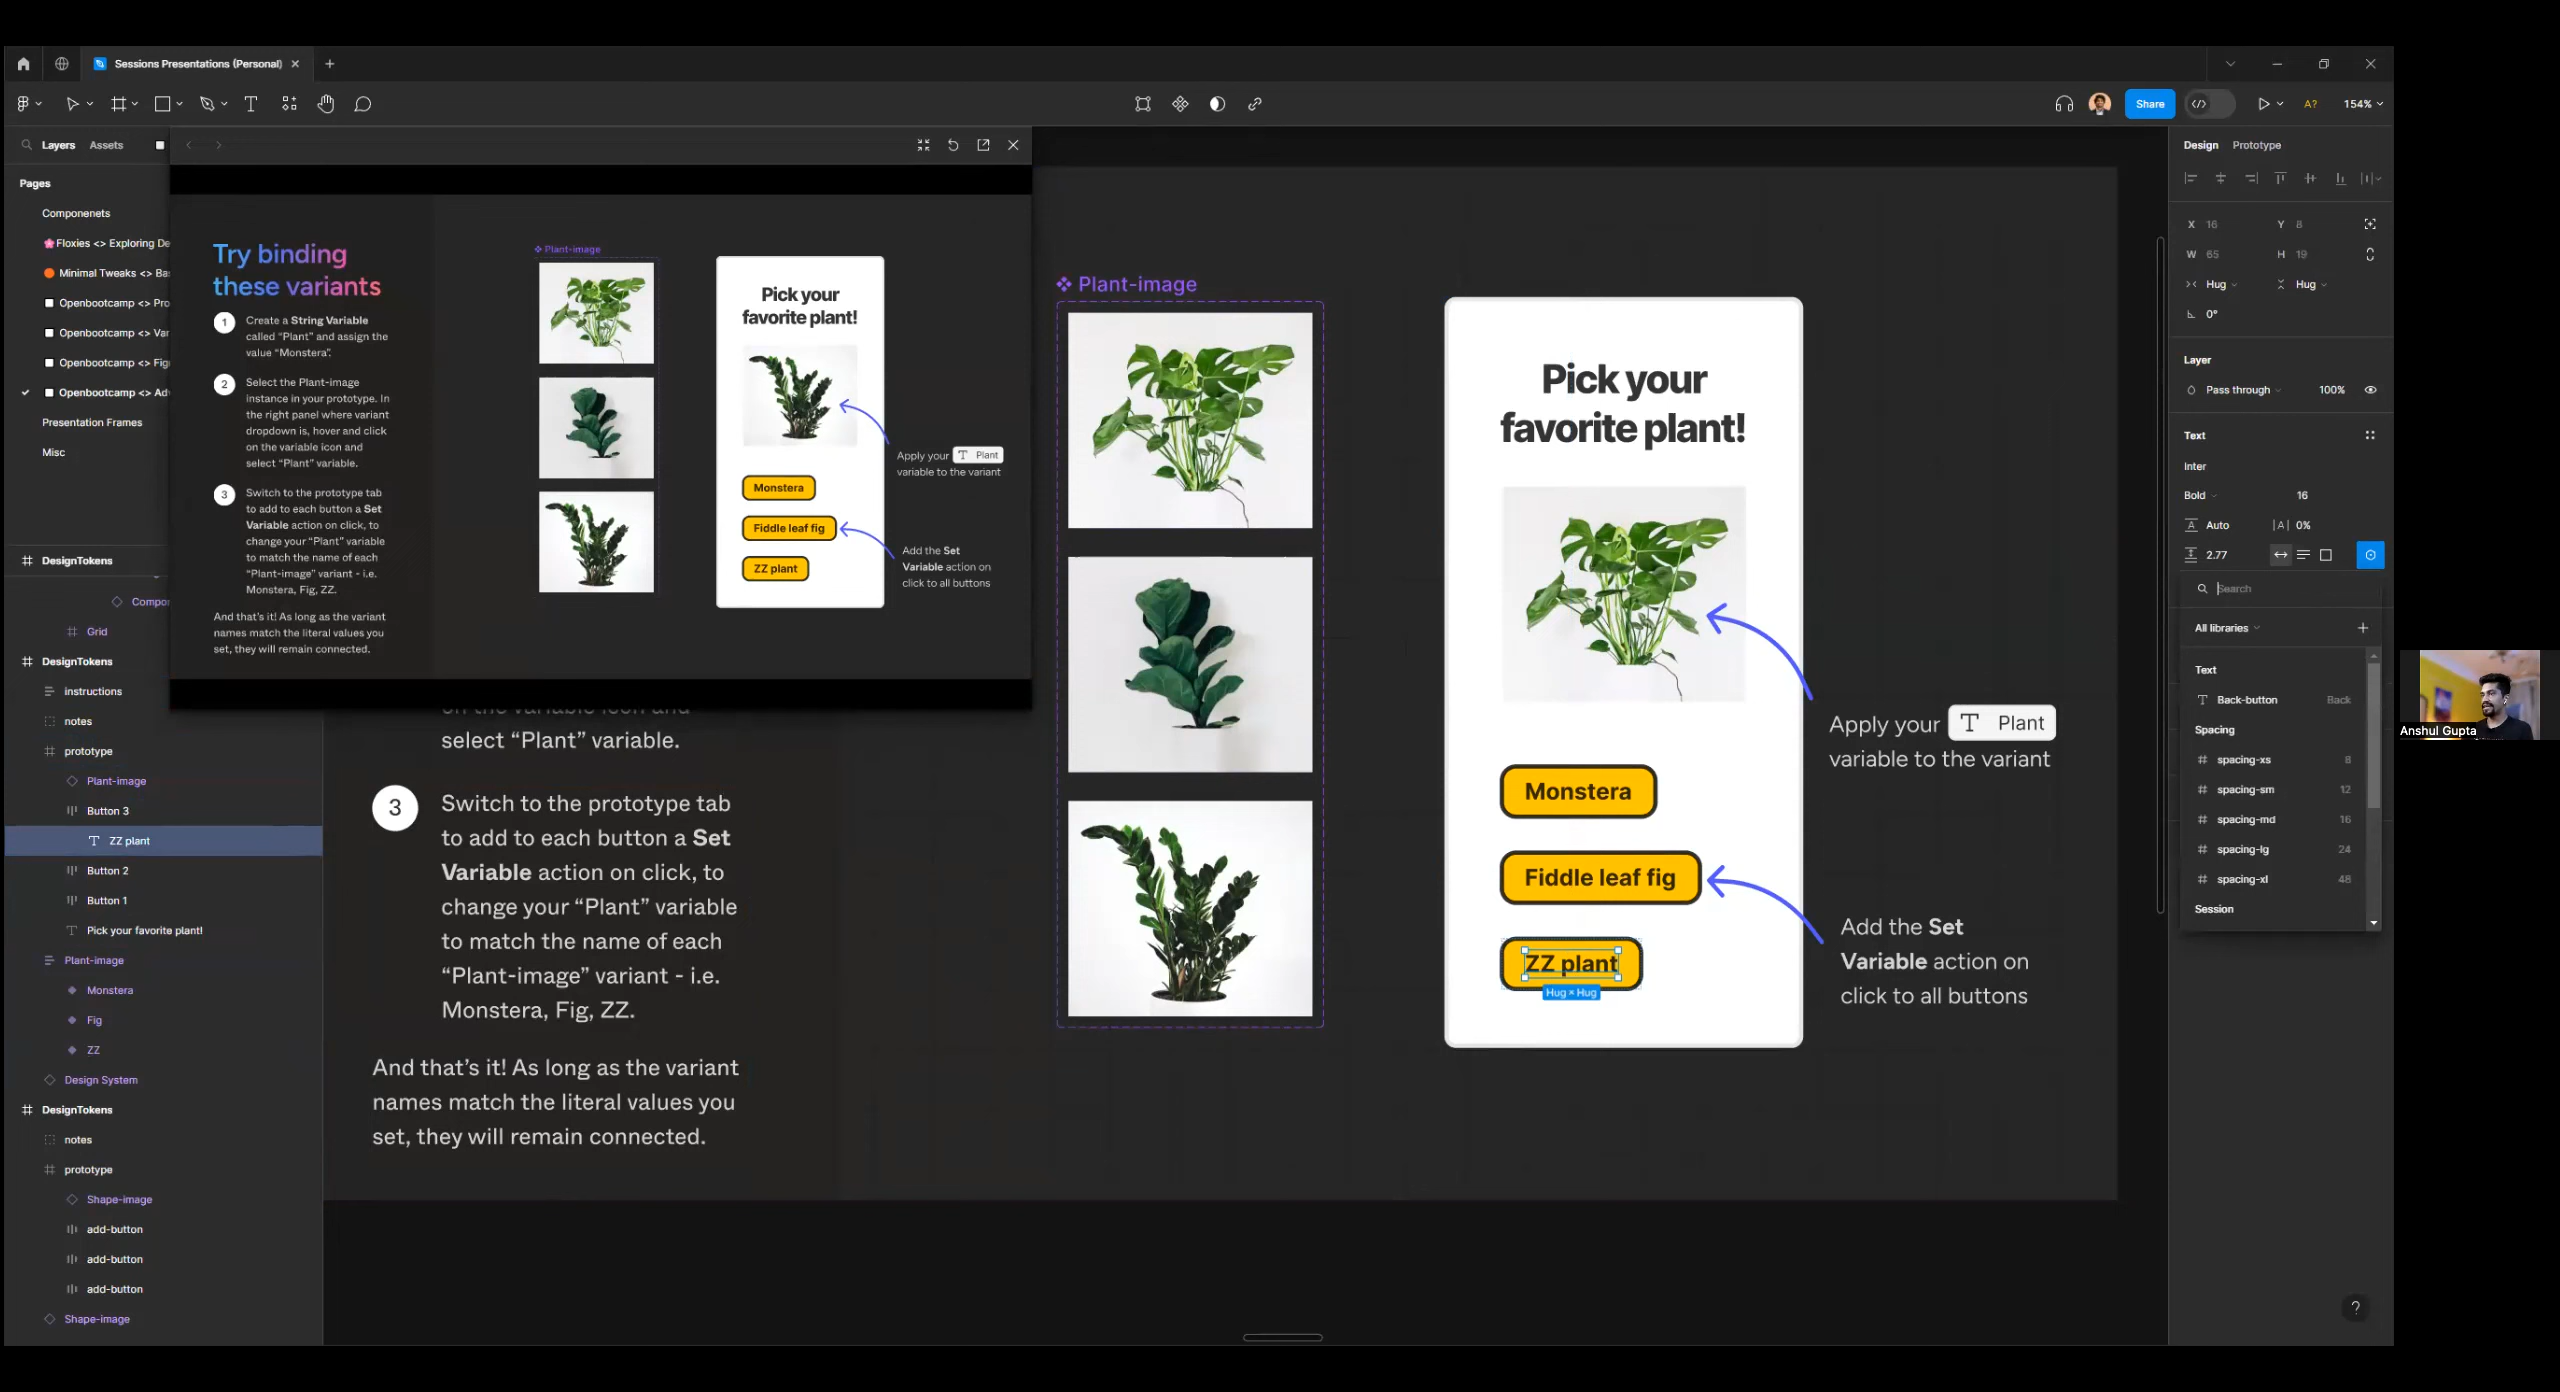 Sessions Presentations (Personal)
Share
A?
154%
Layers
Assets
Pages
Componenets
Floxies <> Exploring De
Minimal Tweaks <> Ba
Openbootcamp <> Pro
Openbootcamp <> Var
Openbootcamp <> Fig
Openbootcamp <> Adv
Presentation Frames
Misc
DesignTokens
Compor
Grid
DesignTokens
instructions
notes
prototype
Plant-image
Button 3
ZZ plant
Button 2
Button 1
Pick your favorite plant!
Plant-image
Monstera
Fig
ZZ
Design System
DesignTokens
notes
prototype
Shape-image
add-button
add-button
add-button
Shape-image
Try binding
these variants
1
Create a String Variable
called “Plant” and assign the
value “Monstera”.
2
Select the Plant-image
instance in your prototype. In
the right panel where variant
dropdown is, hover and click
on the variable icon and
select “Plant” variable.
3
Switch to the prototype tab
to add to each button a Set
Variable action on click, to
change your “Plant” variable
to match the name of each
“Plant-image” variant - i.e.
Monstera, Fig, ZZ.
And that’s it! As long as the variant
names match the literal values you
set, they will remain connected.
Plant-image
Pick your
favorite plant!
Monstera
Fiddle leaf fig
ZZ plant
Apply your T Plant
variable to the variant
Add the Set
Variable action on
click to all buttons
on the variable icon and
select “Plant” variable.
3
Switch to the prototype tab
to add to each button a Set
Variable action on click, to
change your “Plant” variable
to match the name of each
“Plant-image” variant - i.e.
Monstera, Fig, ZZ.
And that’s it! As long as the variant
names match the literal values you
set, they will remain connected.
Plant-image
Pick your
favorite plant!
Monstera
Fiddle leaf fig
ZZ plant
Hug × Hug
Apply your T Plant
variable to the variant
Add the Set
Variable action on
click to all buttons
Design
Prototype
X 16
Y 8
W 65
H 19
Hug
Hug
0°
Layer
Pass through
100%
Text
Inter
Bold
16
Auto
|A| 0%
2.77
Search
All libraries
Text
Back-button Back
Spacing
spacing-xs 8
spacing-sm 12
spacing-md 16
spacing-lg 24
spacing-xl 48
Session
?
Anshul Gupta